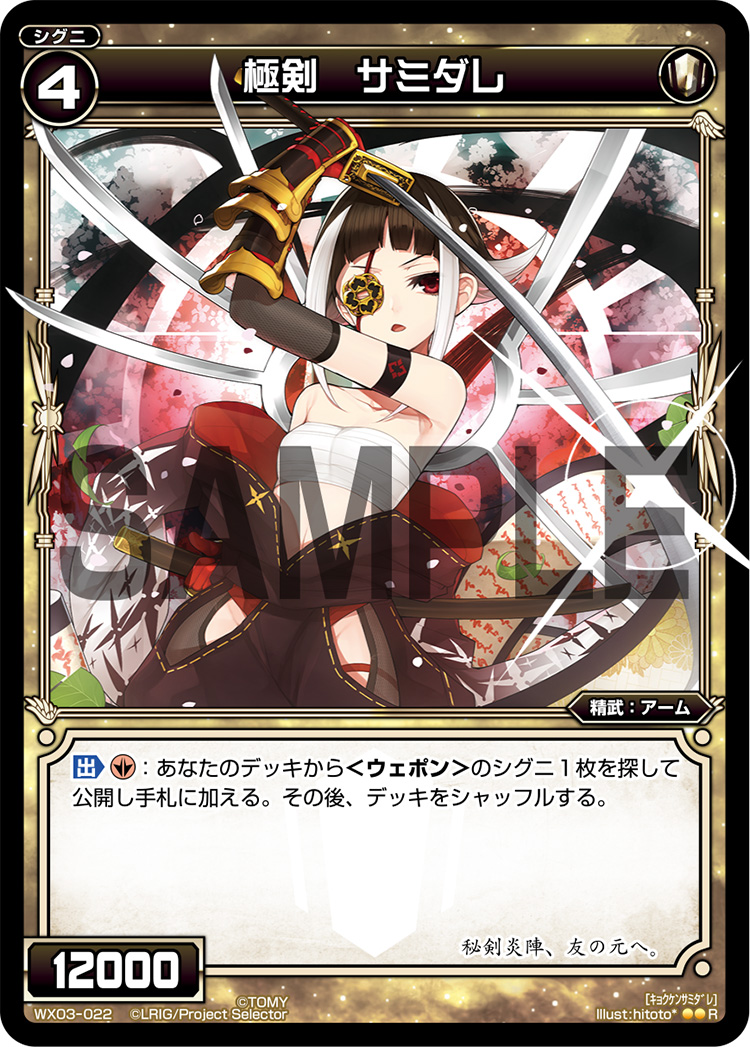 シグニ
4
極剣 サミダレ
SAMPLE
精武：アーム
出 ：あなたのデッキから＜ウェポン＞のシグニ１枚を探して
公開し手札に加える。その後、デッキをシャッフルする。
秘剣炎陣、友の元へ。
12000
[ｷｮｸｹﾝｻﾐﾀﾞﾚ]
©TOMY
WX03-022 ©LRIG/Project Selector
Illust:hitoto* R